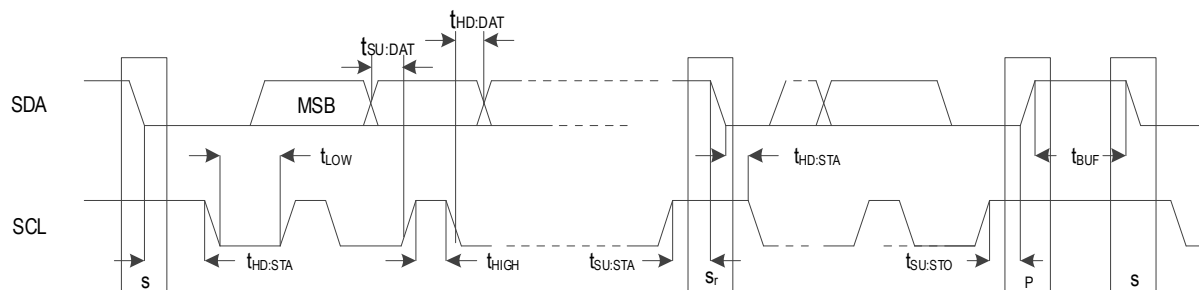 tHD:DAT
tSU:DAT
SDA
MSB
tLOW
tHD:STA
tBUF
SCL
tHD:STA
tHIGH
tSU:STA
tSU:STO
S
Sr
P
S